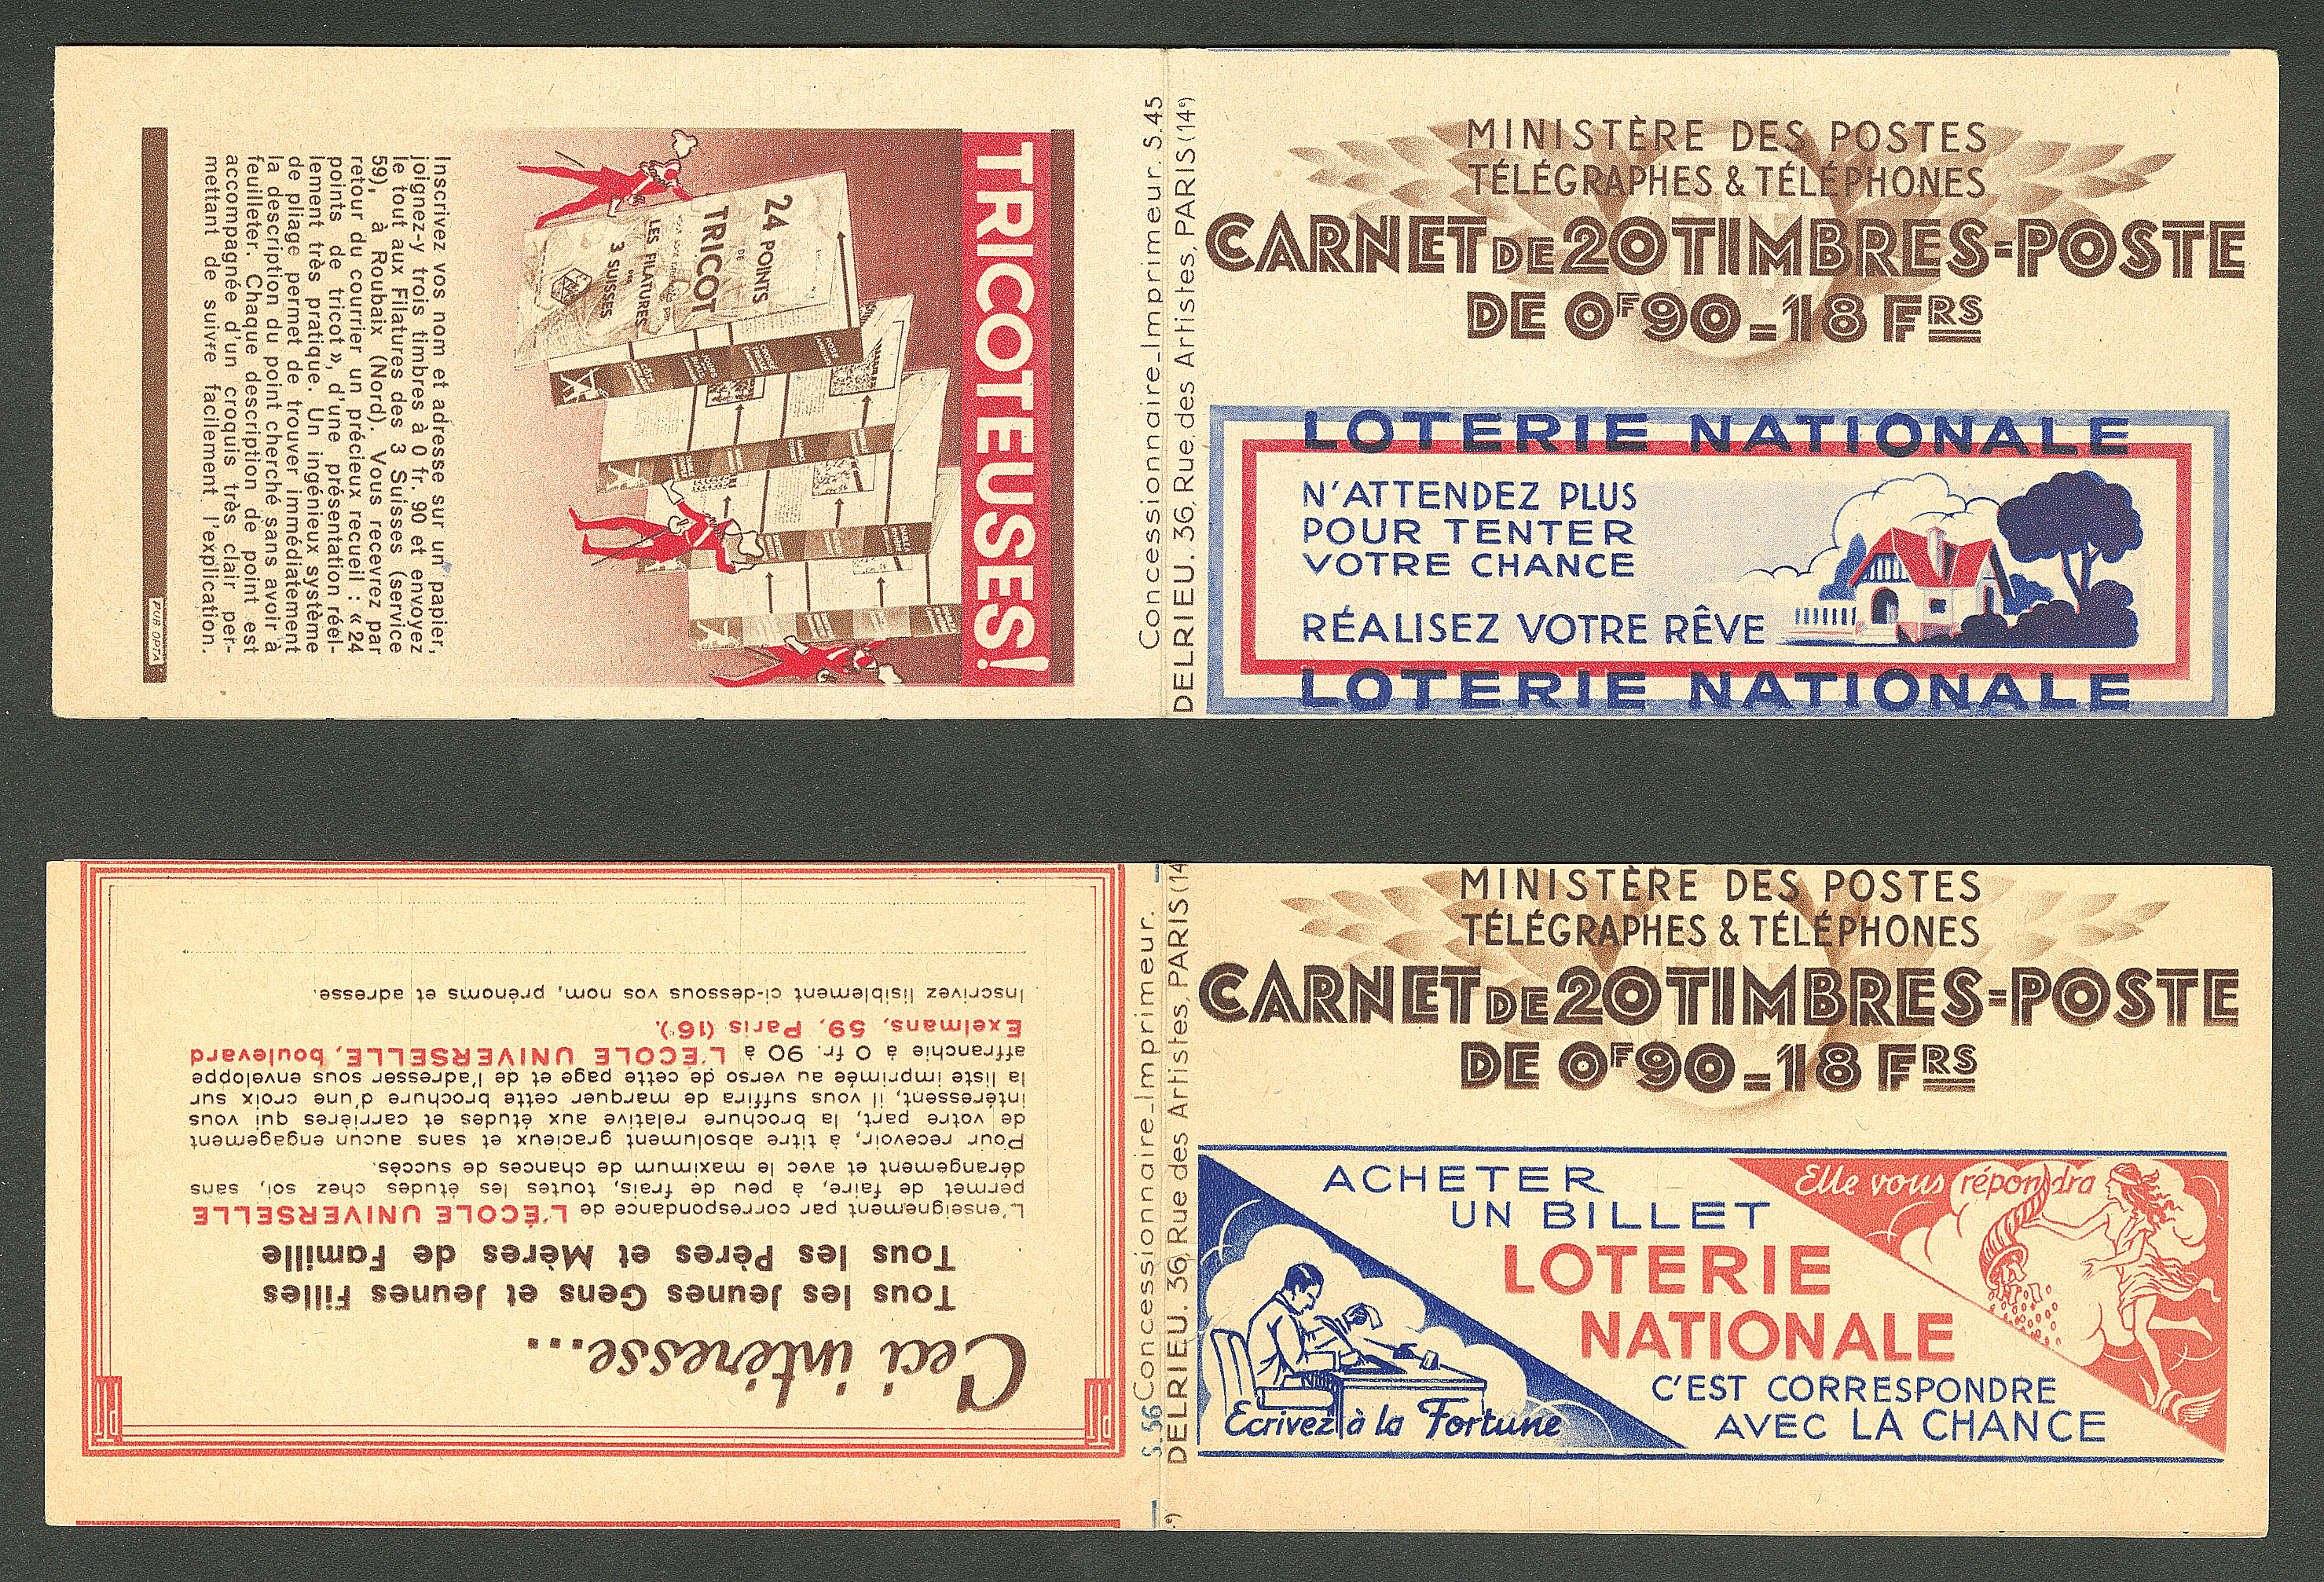 TRICOTEUSES!
24 POINTS
DE
TRICOT
LES FILATURES
DES
3 SUISSES
Inscrivez vos nom et adresse sur un papier,
joignez-y trois timbres à 0 fr. 90 et envoyez
le tout aux Filatures des 3 Suisses (service
59), à Roubaix (Nord). Vous recevrez par
retour du courrier un précieux recueil : « 24
points de tricot », d'une présentation réel-
lement très pratique. Un ingénieux système
de pliage permet de trouver immédiatement
la description du point cherché sans avoir à
feuilleter. Chaque description de point est
accompagnée d'un croquis très clair per-
mettant de suivre facilement l'explication.
PUB OPTA
Concessionnaire_Imprimeur. S.45
DELRIEU. 36, Rue des Artistes, PARIS (14e)
MINISTÈRE DES POSTES
TÉLÉGRAPHES & TÉLÉPHONES
CARNET DE 20 TIMBRES=POSTE
DE 0F90=18 FRS
LOTERIE NATIONALE
N'ATTENDEZ PLUS
POUR TENTER
VOTRE CHANCE
RÉALISEZ VOTRE RÊVE
LOTERIE NATIONALE
Ceci intéresse...
Tous les Jeunes Gens et Jeunes Filles
Tous les Pères et Mères de Famille
L'enseignement par correspondance de L'ÉCOLE UNIVERSELLE
permet de faire, à peu de frais, toutes les études chez soi, sans
dérangement et avec le maximum de chances de succès.
Pour recevoir, à titre absolument gracieux et sans aucun engagement
de votre part, la brochure relative aux études et carrières qui vous
intéressent, il vous suffira de marquer cette brochure d'une croix sur
la liste imprimée au verso de cette page et de l'adresser sous enveloppe
affranchie à 0 fr. 90 à L'ÉCOLE UNIVERSELLE, boulevard
Exelmans, 59, Paris (16e).
Inscrivez lisiblement ci-dessous vos nom, prénoms et adresse.
S.56 Concessionnaire_Imprimeur.
DELRIEU. 36, Rue des Artistes, PARIS (14
e)
MINISTÈRE DES POSTES
TÉLÉGRAPHES & TÉLÉPHONES
CARNET DE 20 TIMBRES=POSTE
DE 0F90=18 FRS
ACHETER
UN BILLET
LOTERIE
NATIONALE
C'EST CORRESPONDRE
AVEC LA CHANCE
Elle vous répondra
Ecrivez à la Fortune